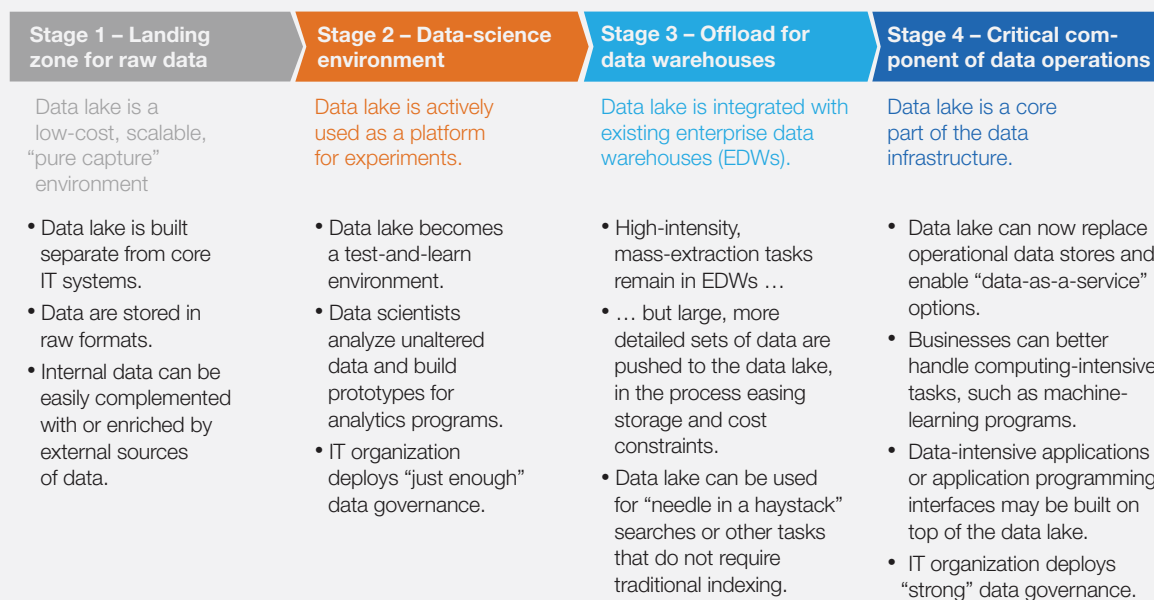 Stage 1 – Landing
zone for raw data
Data lake is a
low-cost, scalable,
“pure capture”
environment
• Data lake is built
separate from core
IT systems.
• Data are stored in
raw formats.
• Internal data can be
easily complemented
with or enriched by
external sources
of data.
Stage 2 – Data-science
environment
Data lake is actively
used as a platform
for experiments.
• Data lake becomes
a test-and-learn
environment.
• Data scientists
analyze unaltered
data and build
prototypes for
analytics programs.
• IT organization
deploys “just enough”
data governance.
Stage 3 – Offload for
data warehouses
Data lake is integrated with
existing enterprise data
warehouses (EDWs).
• High-intensity,
mass-extraction tasks
remain in EDWs …
• … but large, more
detailed sets of data are
pushed to the data lake,
in the process easing
storage and cost
constraints.
• Data lake can be used
for “needle in a haystack”
searches or other tasks
that do not require
traditional indexing.
Stage 4 – Critical com-
ponent of data operations
Data lake is a core
part of the data
infrastructure.
• Data lake can now replace
operational data stores and
enable “data-as-a-service”
options.
• Businesses can better
handle computing-intensive
tasks, such as machine-
learning programs.
• Data-intensive applications
or application programming
interfaces may be built on
top of the data lake.
• IT organization deploys
“strong” data governance.